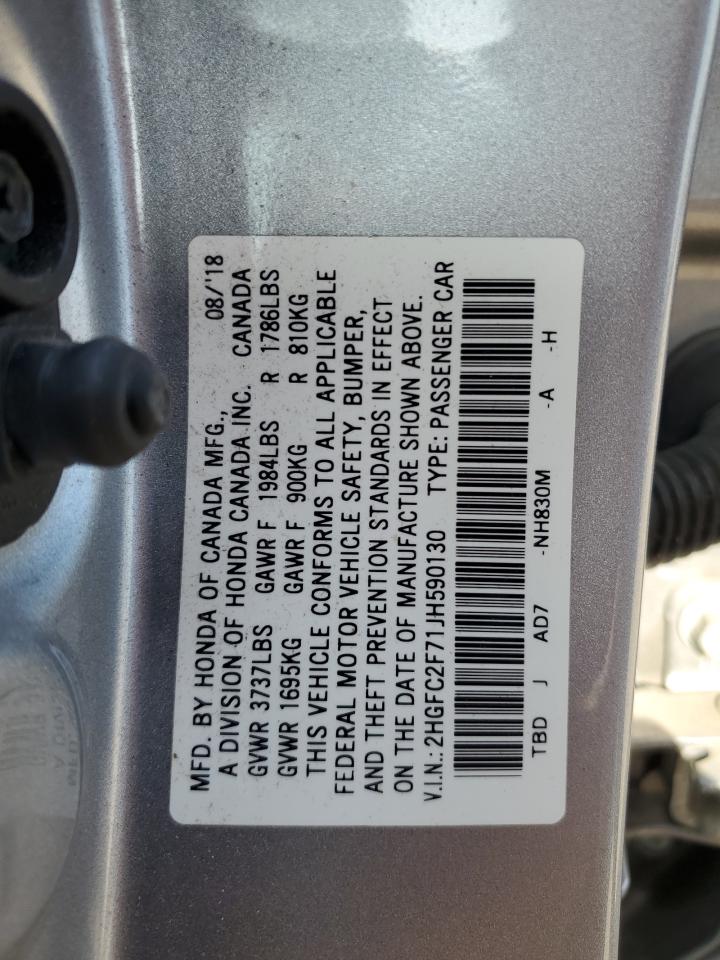 MFD. BY HONDA OF CANADA MFG., 08/'18
A DIVISION OF HONDA CANADA INC. CANADA
GVWR 3737LBS GAWR F 1984LBS R 1786LBS
GVWR 1695KG GAWR F 900KG R 810KG
THIS VEHICLE CONFORMS TO ALL APPLICABLE
FEDERAL MOTOR VEHICLE SAFETY, BUMPER,
AND THEFT PREVENTION STANDARDS IN EFFECT
ON THE DATE OF MANUFACTURE SHOWN ABOVE.
V.I.N.: 2HGFC2F71JH590130 TYPE: PASSENGER CAR
TBD J AD7 -NH830M -A -H